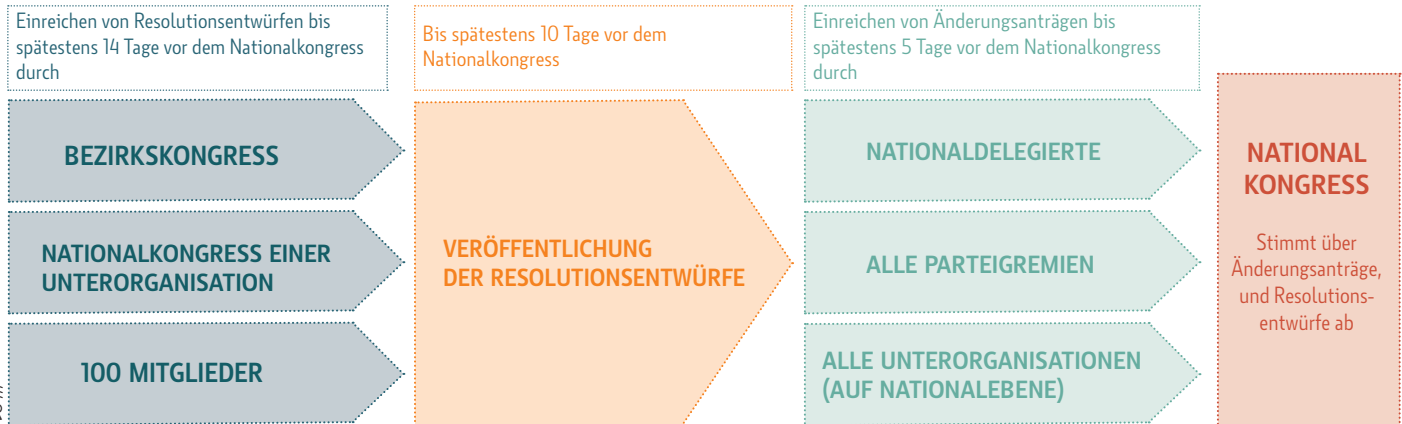 Einreichen von Resolutionsentwürfen bis
spätestens 14 Tage vor dem Nationalkongress
durch
BEZIRKSKONGRESS
NATIONALKONGRESS EINER
UNTERORGANISATION
100 MITGLIEDER
Bis spätestens 10 Tage vor dem
Nationalkongress
VERÖFFENTLICHUNG
DER RESOLUTIONSENTWÜRFE
Einreichen von Änderungsanträgen bis
spätestens 5 Tage vor dem Nationalkongress
durch
NATIONALDELEGIERTE
ALLE PARTEIGREMIEN
ALLE UNTERORGANISATIONEN
(AUF NATIONALEBENE)
NATIONAL
KONGRESS
Stimmt über
Änderungsanträge,
und Resolutions-
entwürfe ab